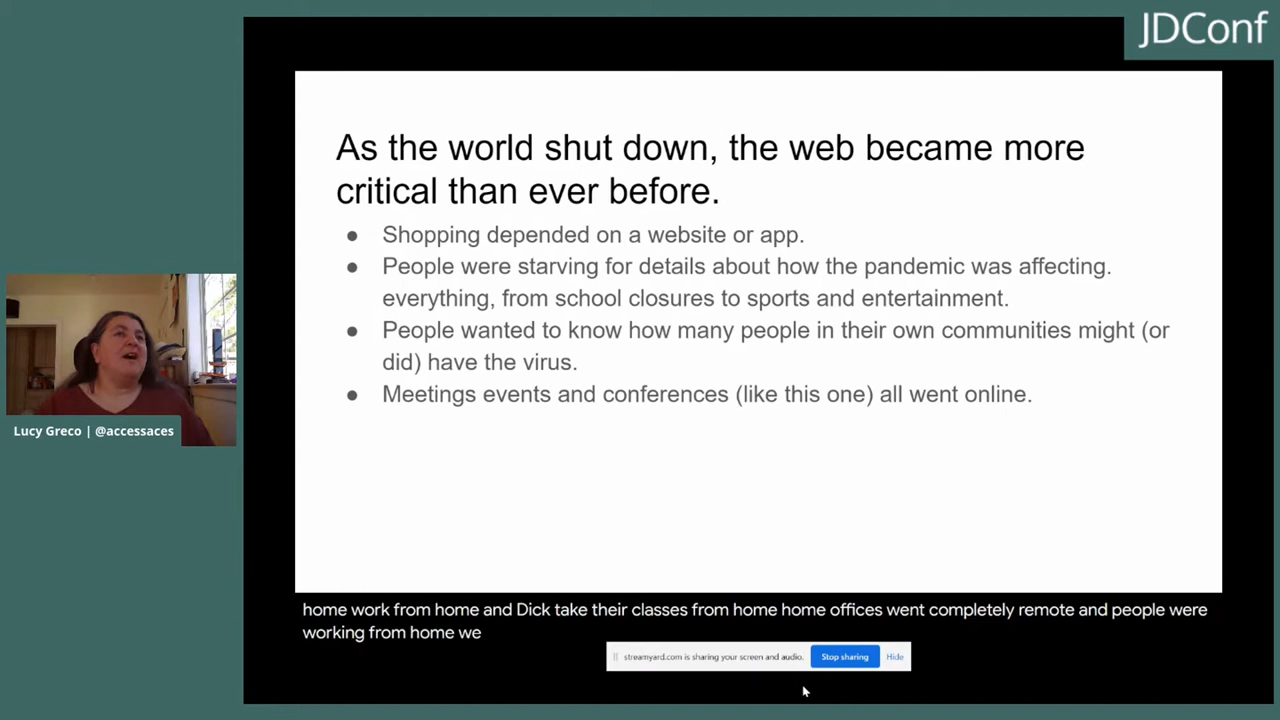 JDConf
As the world shut down, the web became more
critical than ever before.
● Shopping depended on a website or app.
● People were starving for details about how the pandemic was affecting.
everything, from school closures to sports and entertainment.
● People wanted to know how many people in their own communities might (or
did) have the virus.
● Meetings events and conferences (like this one) all went online.
Lucy Greco | @accessaces
home work from home and Dick take their classes from home home offices went completely remote and people were
working from home we
streamyard.com is sharing your screen and audio. Stop sharing Hide